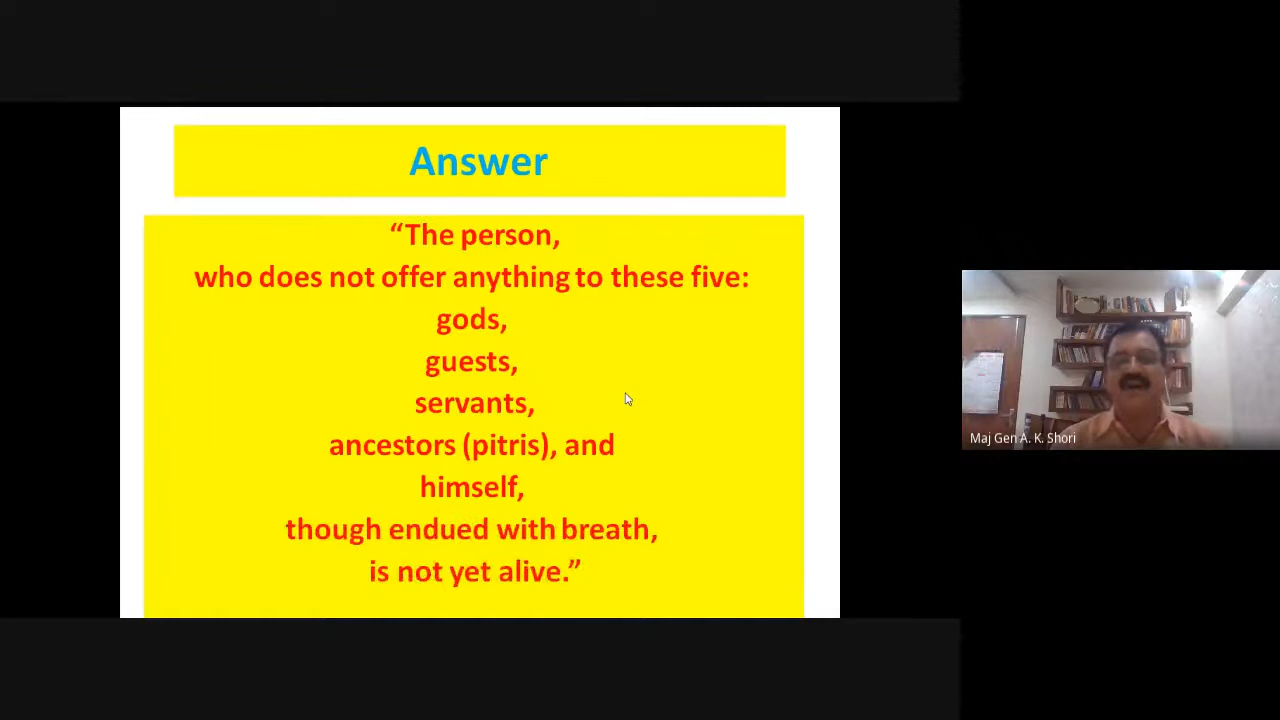 Answer
“The person,
who does not offer anything to these five:
gods,
guests,
servants,
ancestors (pitris), and
himself,
though endued with breath,
is not yet alive.”
Maj Gen A. K. Shori